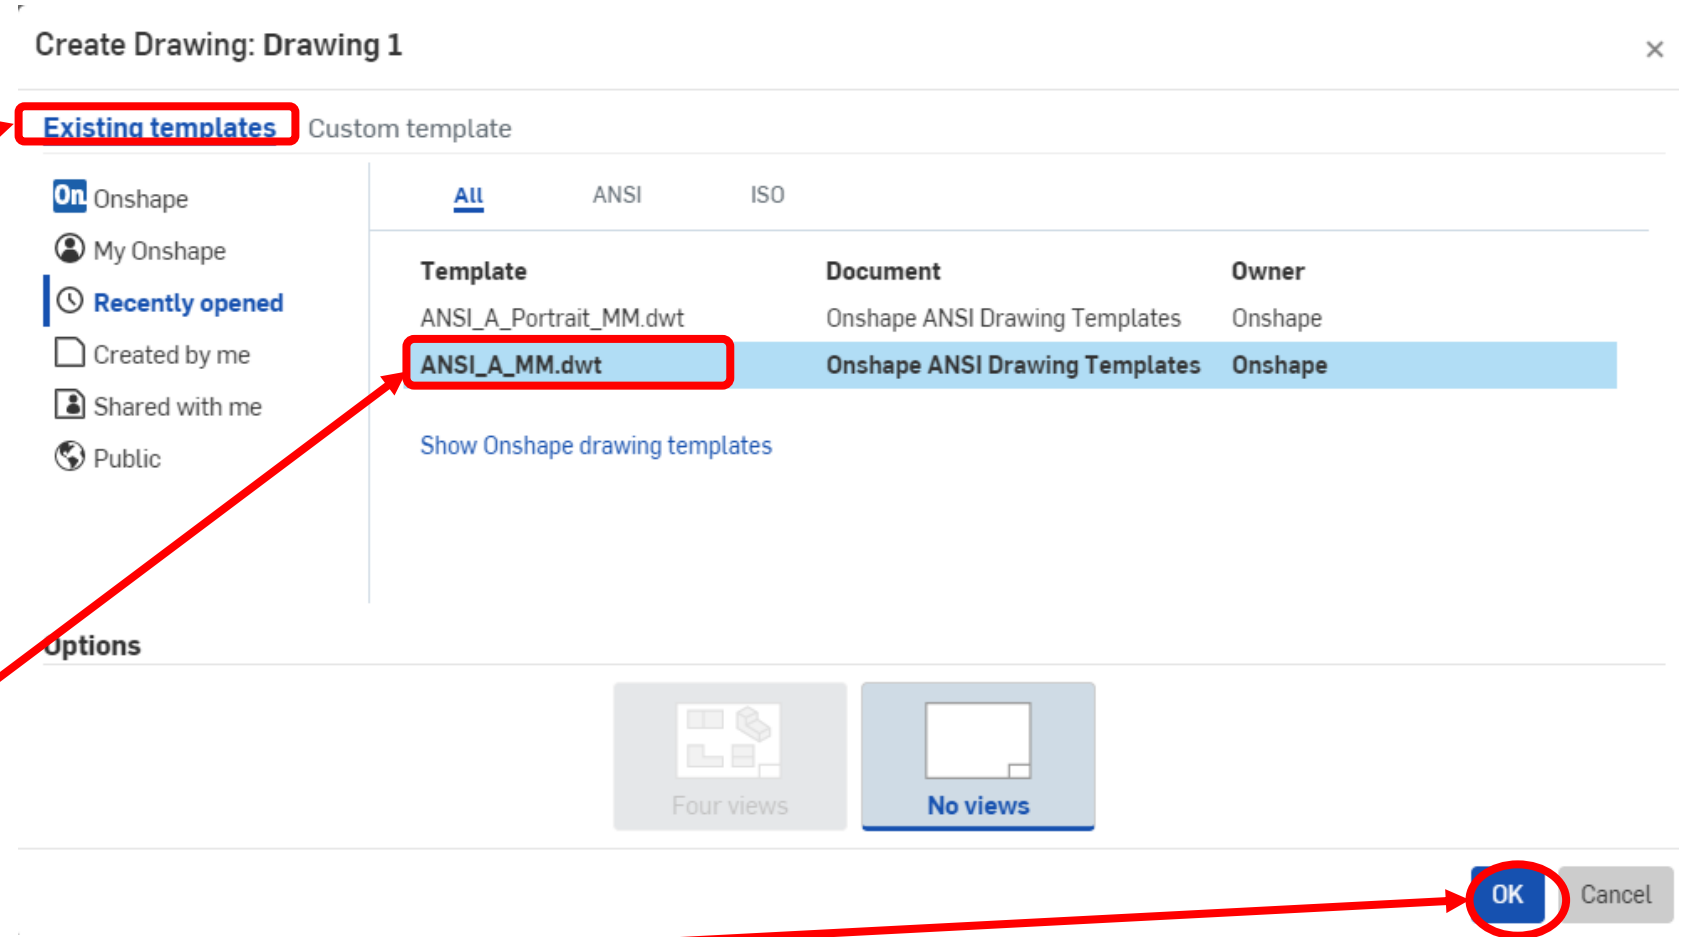 Create Drawing: Drawing 1
Existing templates Custom template
On Onshape
My Onshape
Recently opened
Created by me
Shared with me
Public
All ANSI ISO
Template Document Owner
ANSI_A_Portrait_MM.dwt Onshape ANSI Drawing Templates Onshape
ANSI_A_MM.dwt Onshape ANSI Drawing Templates Onshape
Show Onshape drawing templates
Options
Four views No views
OK Cancel